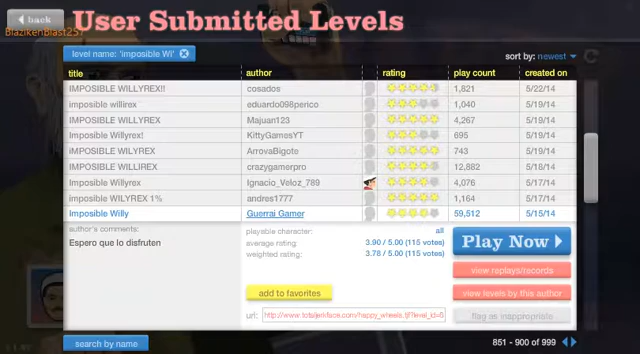 back
User Submitted Levels
BlazikenBlast257
level name: 'imposible Wi'
sort by: newest
title author rating play count created on
IMPOSIBLE WILLYREX!! cosados 1,821 5/22/14
imposible willirex eduardo098perico 1,040 5/19/14
IMPOSIBLE WILLYREX Majuan123 4,267 5/19/14
Imposible Willyrex! KittyGamosYT 695 5/19/14
IMPOSIBLE WILYREX ArrovaBigote 743 5/19/14
IMPOSIBLE WILLIREX crazygamerpro 12,882 5/18/14
Imposible Willyrex Ignacio_Veloz_789 4,076 5/17/14
imposible WILYREX 1% andres1777 1,164 5/17/14
Imposible Willy Guerrai Gamer 59,512 5/15/14
author's comments:
Espero que lo disfruten
playable character: all
average rating: 3.90 / 5.00 (115 votes)
weighted rating: 3.78 / 5.00 (115 votes)
Play Now
view replays/records
add to favorites
view levels by this author
url: http://www.totaljerkface.com/happy_wheels.tjf?level_id=5
flag as inappropriate
search by name
851 - 900 of 999